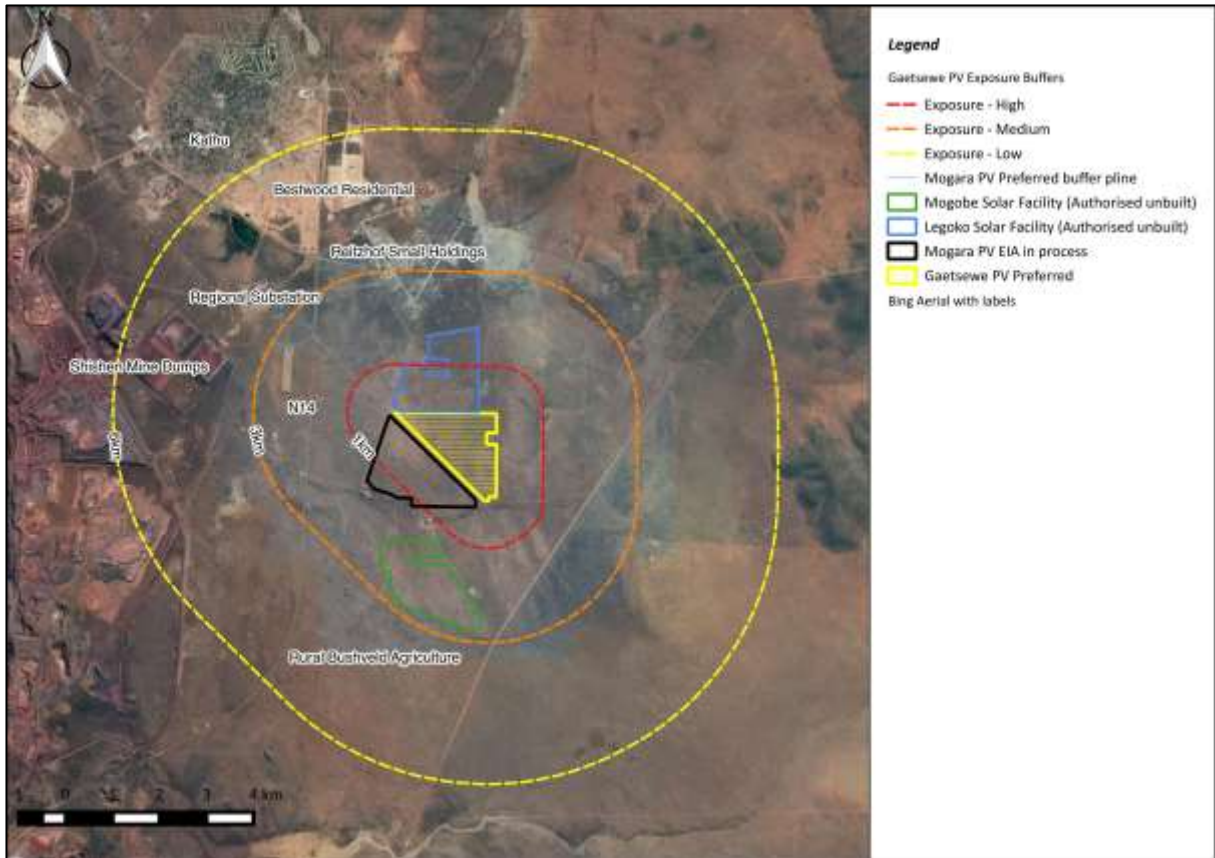 N
Kathu
Bestwood Residential
Reitzhof Small Holdings
Regional Substation
Shishen Mine Dumps
N14
1km
3km
6km
Rural Bushveld Agriculture
1 0 1 2 3 4 km
Legend
Gaetsewe PV Exposure Buffers
Exposure - High
Exposure - Medium
Exposure - Low
Mogara PV Preferred buffer pline
Mogobe Solar Facility (Authorised unbuilt)
Legoko Solar Facility (Authorised unbuilt)
Mogara PV EIA in process
Gaetsewe PV Preferred
Bing Aerial with labels